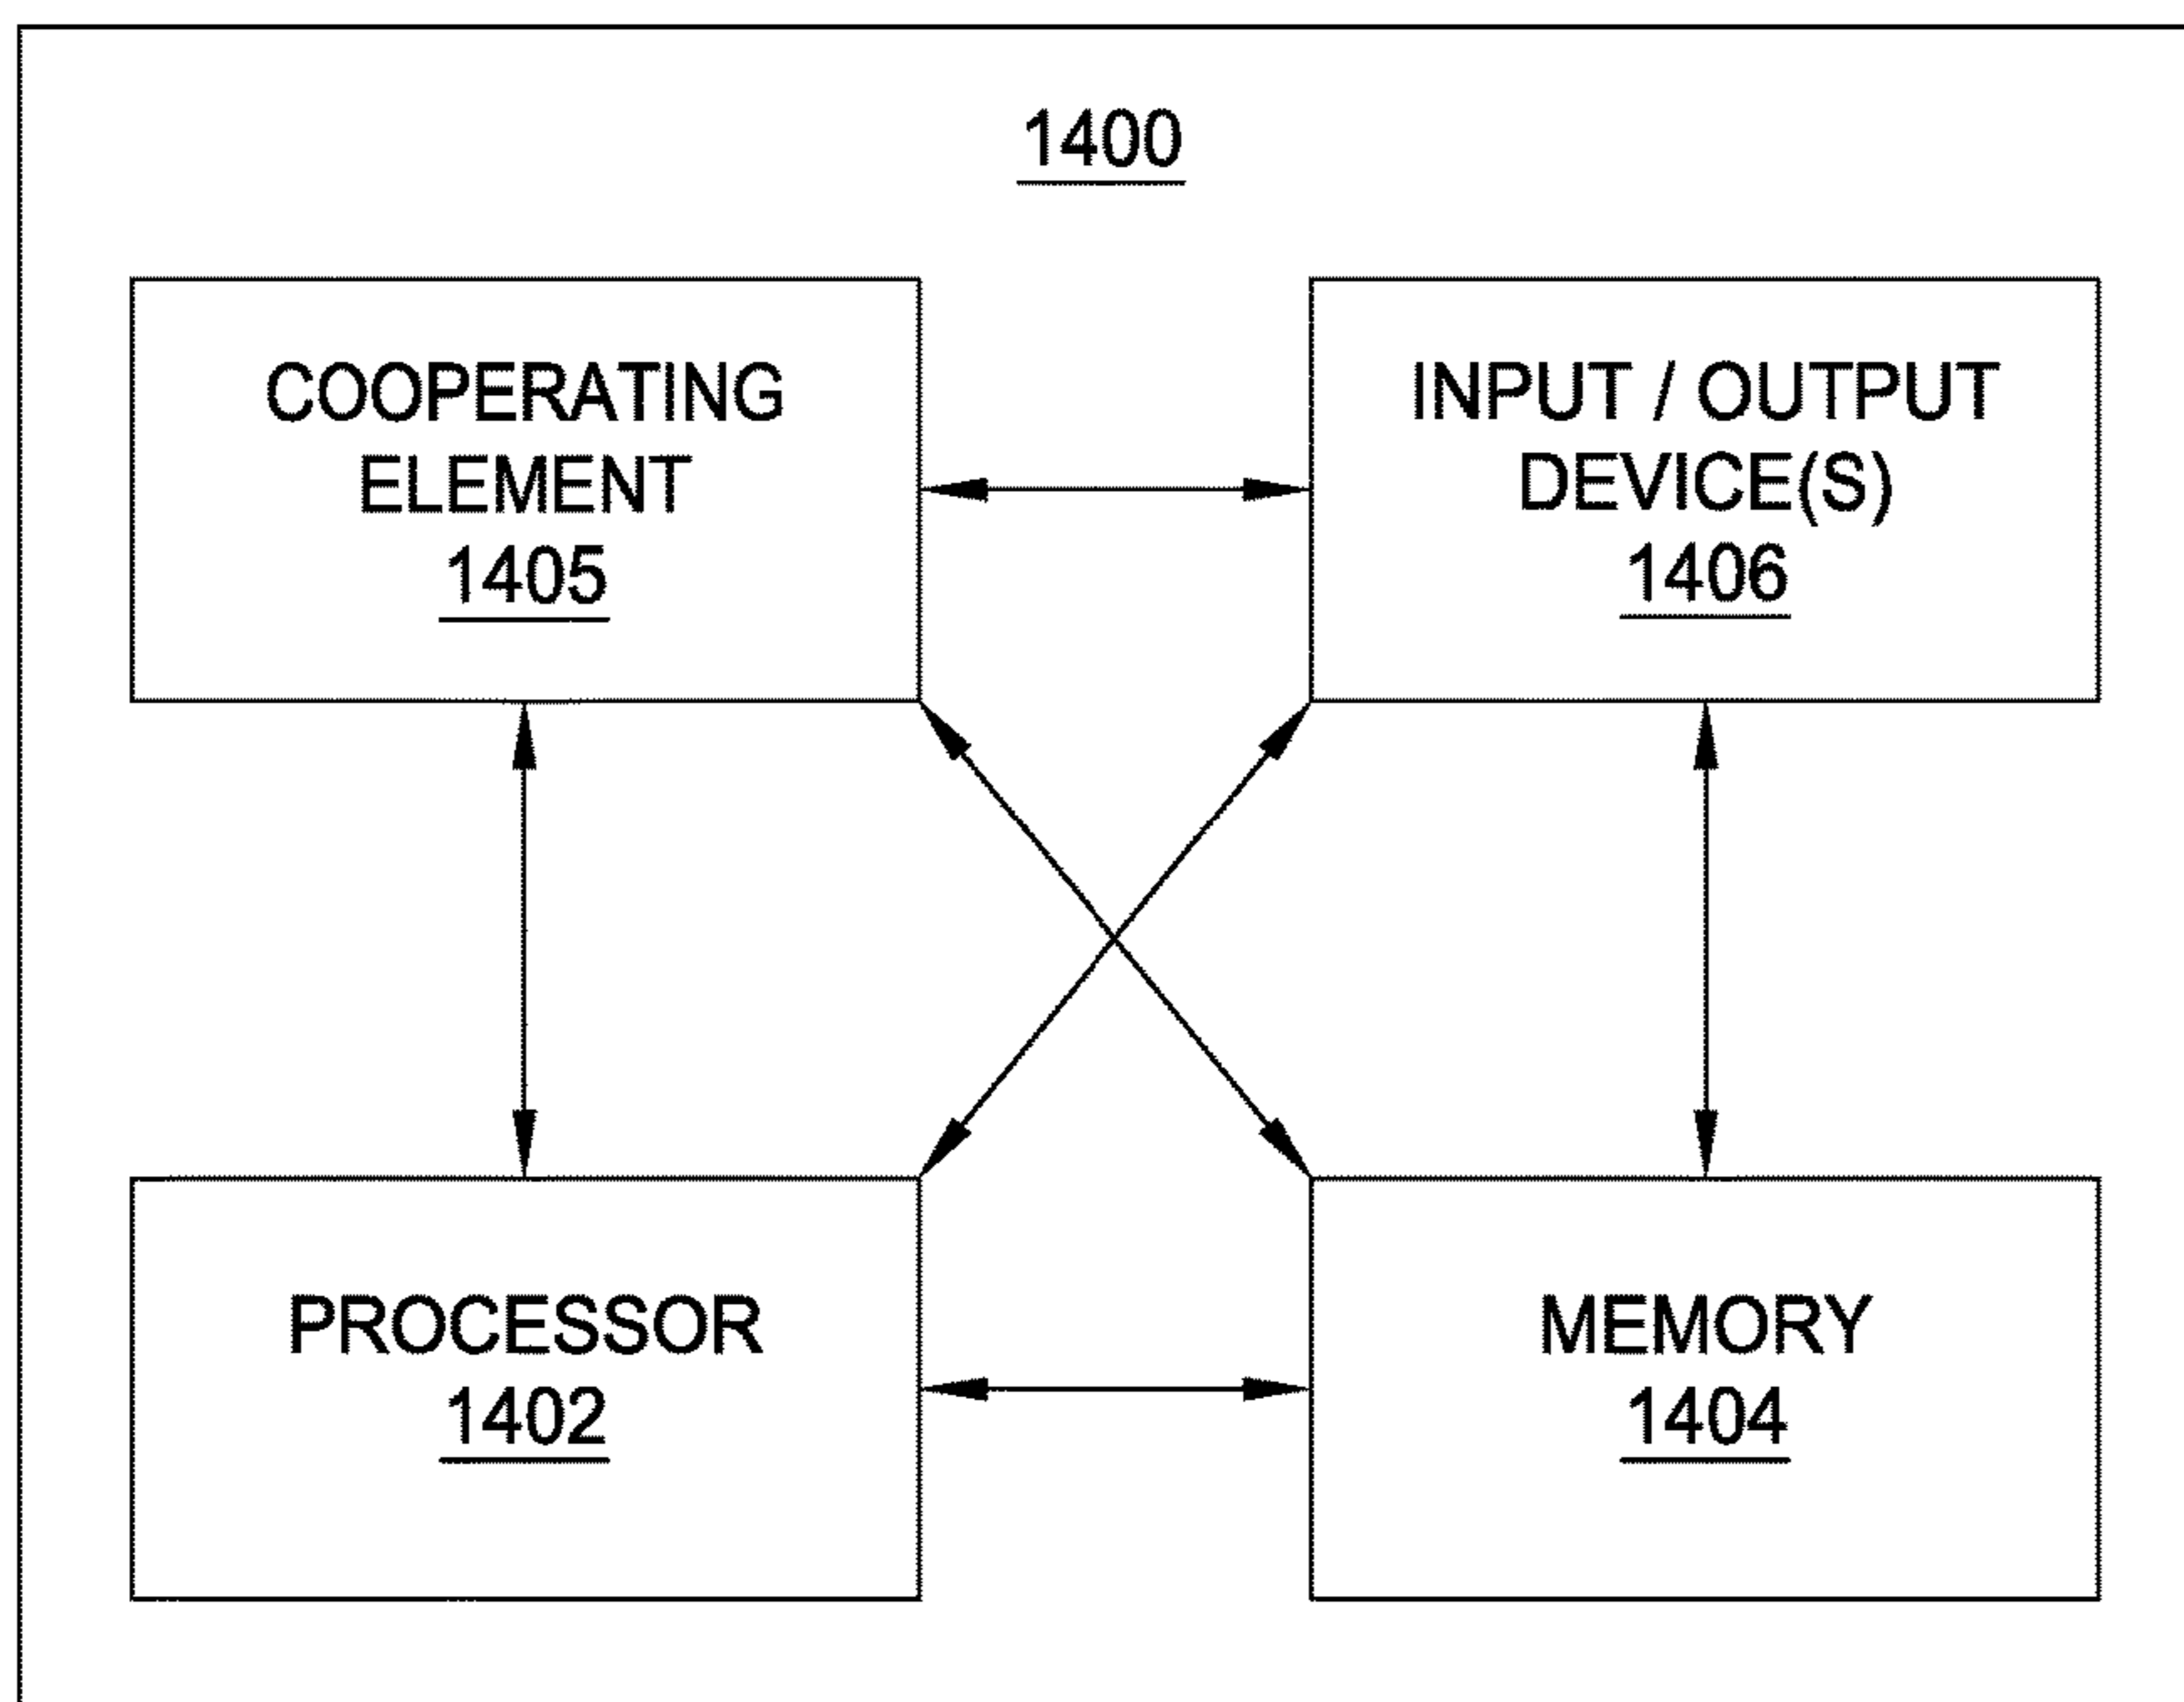 1400
COOPERATING
ELEMENT
1405
INPUT / OUTPUT
DEVICE(S)
1406
PROCESSOR
1402
MEMORY
1404